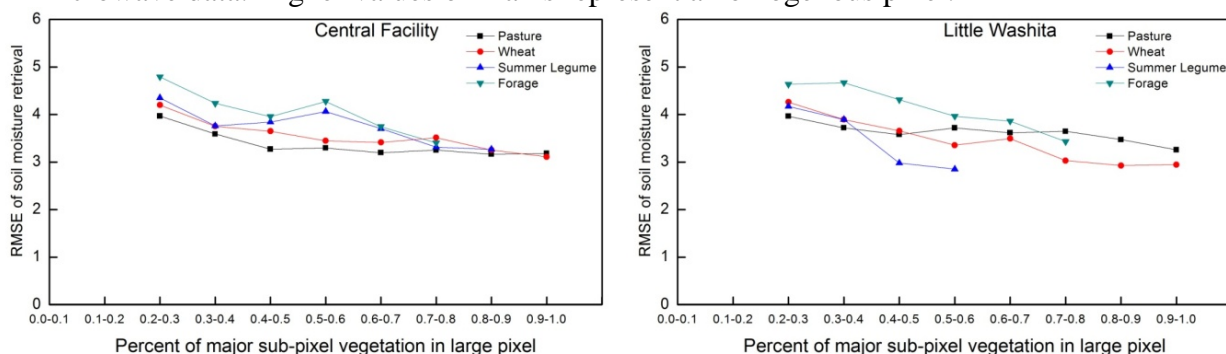 Central Facility
Pasture
Wheat
Summer Legume
Forage
RMSE of soil moisture retrieval
6
5
4
3
2
1
0
0.0-0.1 0.1-0.2 0.2-0.3 0.3-0.4 0.4-0.5 0.5-0.6 0.6-0.7 0.7-0.8 0.8-0.9 0.9-1.0
Percent of major sub-pixel vegetation in large pixel
Little Washita
Pasture
Wheat
Summer Legume
Forage
RMSE of soil moisture retrieval
6
5
4
3
2
1
0
0.0-0.1 0.1-0.2 0.2-0.3 0.3-0.4 0.4-0.5 0.5-0.6 0.6-0.7 0.7-0.8 0.8-0.9 0.9-1.0
Percent of major sub-pixel vegetation in large pixel